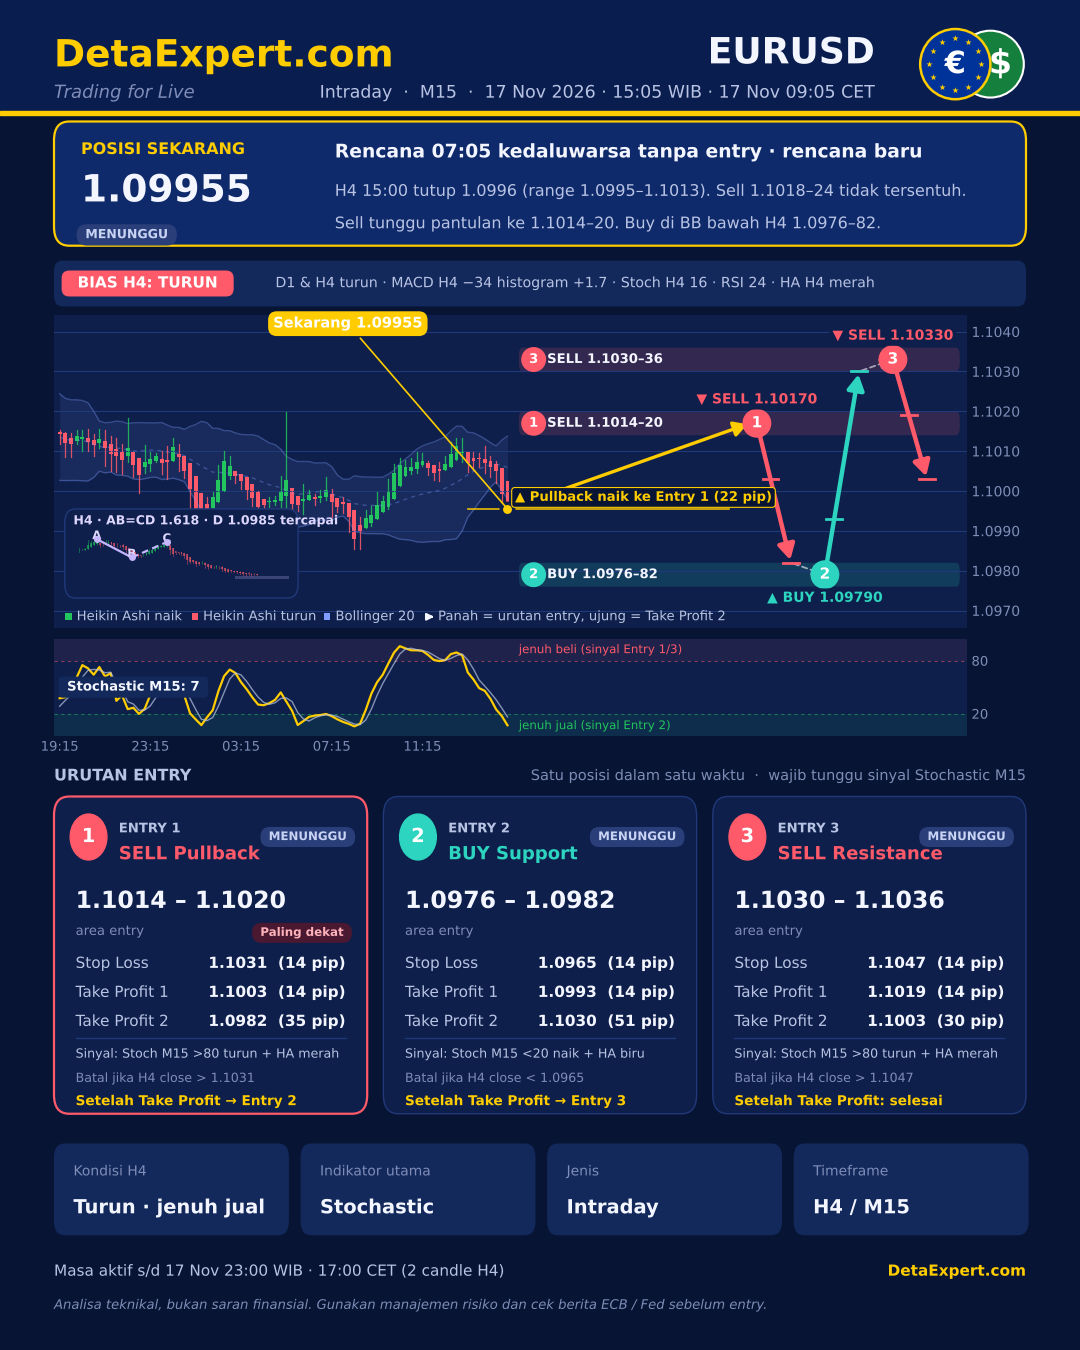 DetaExpert.com
EURUSD
€ $
Trading for Live
Intraday · M15 · 17 Nov 2026 · 15:05 WIB · 17 Nov 09:05 CET
POSISI SEKARANG
1.09955
MENUNGGU
Rencana 07:05 kedaluwarsa tanpa entry · rencana baru
H4 15:00 tutup 1.0996 (range 1.0995–1.1013). Sell 1.1018–24 tidak tersentuh.
Sell tunggu pantulan ke 1.1014–20. Buy di BB bawah H4 1.0976–82.
BIAS H4: TURUN
D1 & H4 turun · MACD H4 −34 histogram +1.7 · Stoch H4 16 · RSI 24 · HA H4 merah
Sekarang 1.09955
▼ SELL 1.10330
3 SELL 1.1030–36
3
▼ SELL 1.10170
1 SELL 1.1014–20
1
▲ Pullback naik ke Entry 1 (22 pip)
H4 · AB=CD 1.618 · D 1.0985 tercapai
A
B
C
2 BUY 1.0976–82
2
▲ BUY 1.09790
1.1040
1.1030
1.1020
1.1010
1.1000
1.0990
1.0980
1.0970
Heikin Ashi naik
Heikin Ashi turun
Bollinger 20
Panah = urutan entry, ujung = Take Profit 2
jenuh beli (sinyal Entry 1/3)
Stochastic M15: 7
jenuh jual (sinyal Entry 2)
80
20
19:15 23:15 03:15 07:15 11:15
URUTAN ENTRY
Satu posisi dalam satu waktu · wajib tunggu sinyal Stochastic M15
1
ENTRY 1
MENUNGGU
SELL Pullback
1.1014 – 1.1020
area entry
Paling dekat
Stop Loss 1.1031 (14 pip)
Take Profit 1 1.1003 (14 pip)
Take Profit 2 1.0982 (35 pip)
Sinyal: Stoch M15 >80 turun + HA merah
Batal jika H4 close > 1.1031
Setelah Take Profit → Entry 2
2
ENTRY 2
MENUNGGU
BUY Support
1.0976 – 1.0982
area entry
Stop Loss 1.0965 (14 pip)
Take Profit 1 1.0993 (14 pip)
Take Profit 2 1.1030 (51 pip)
Sinyal: Stoch M15 <20 naik + HA biru
Batal jika H4 close < 1.0965
Setelah Take Profit → Entry 3
3
ENTRY 3
MENUNGGU
SELL Resistance
1.1030 – 1.1036
area entry
Stop Loss 1.1047 (14 pip)
Take Profit 1 1.1019 (14 pip)
Take Profit 2 1.1003 (30 pip)
Sinyal: Stoch M15 >80 turun + HA merah
Batal jika H4 close > 1.1047
Setelah Take Profit: selesai
Kondisi H4
Turun · jenuh jual
Indikator utama
Stochastic
Jenis
Intraday
Timeframe
H4 / M15
Masa aktif s/d 17 Nov 23:00 WIB · 17:00 CET (2 candle H4)
DetaExpert.com
Analisa teknikal, bukan saran finansial. Gunakan manajemen risiko dan cek berita ECB / Fed sebelum entry.